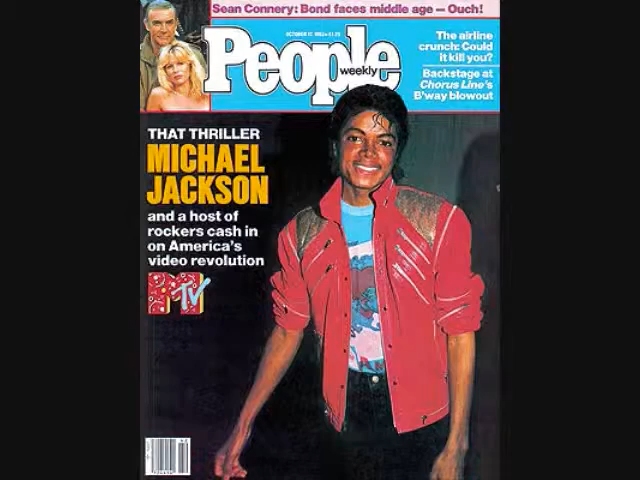 Sean Connery: Bond faces middle age — Ouch!
People
weekly
The airline
crunch: Could
it kill you?
Backstage at
Chorus Line's
B'way blowout
THAT THRILLER
MICHAEL
JACKSON
and a host of
rockers cash in
on America's
video revolution
MTV